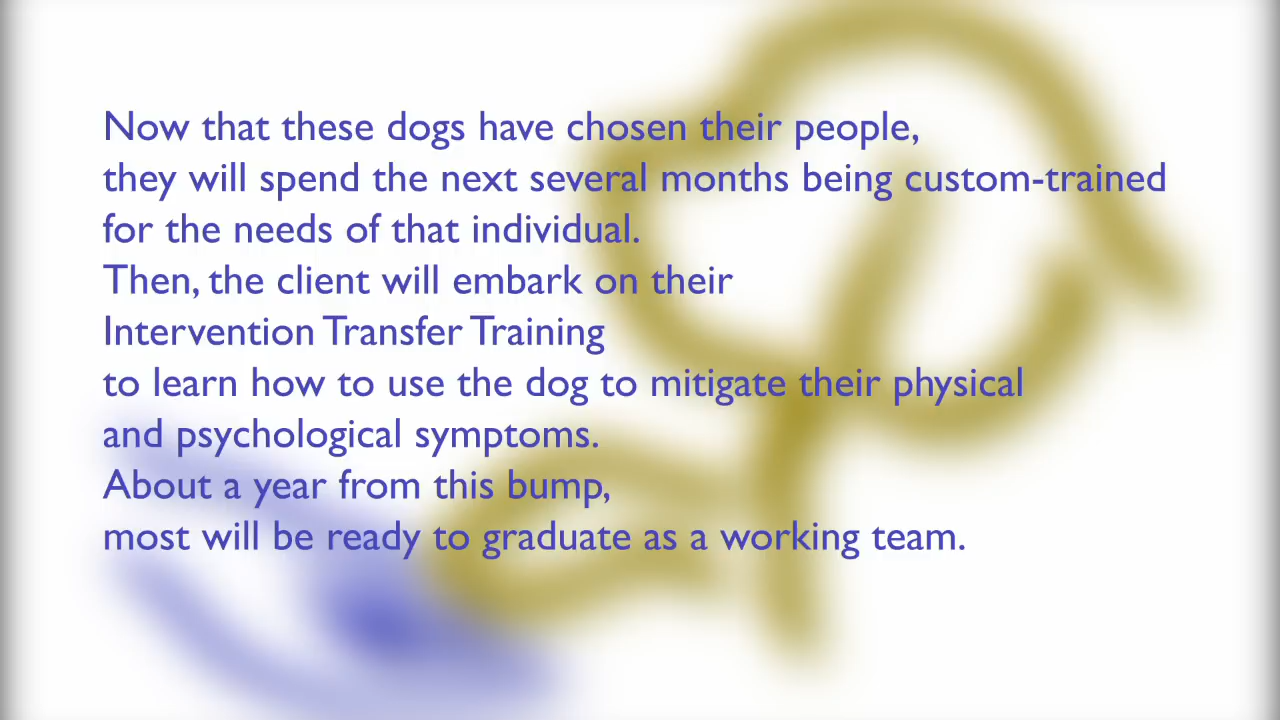 Now that these dogs have chosen their people,
they will spend the next several months being custom-trained
for the needs of that individual.
Then, the client will embark on their
Intervention Transfer Training
to learn how to use the dog to mitigate their physical
and psychological symptoms.
About a year from this bump,
most will be ready to graduate as a working team.